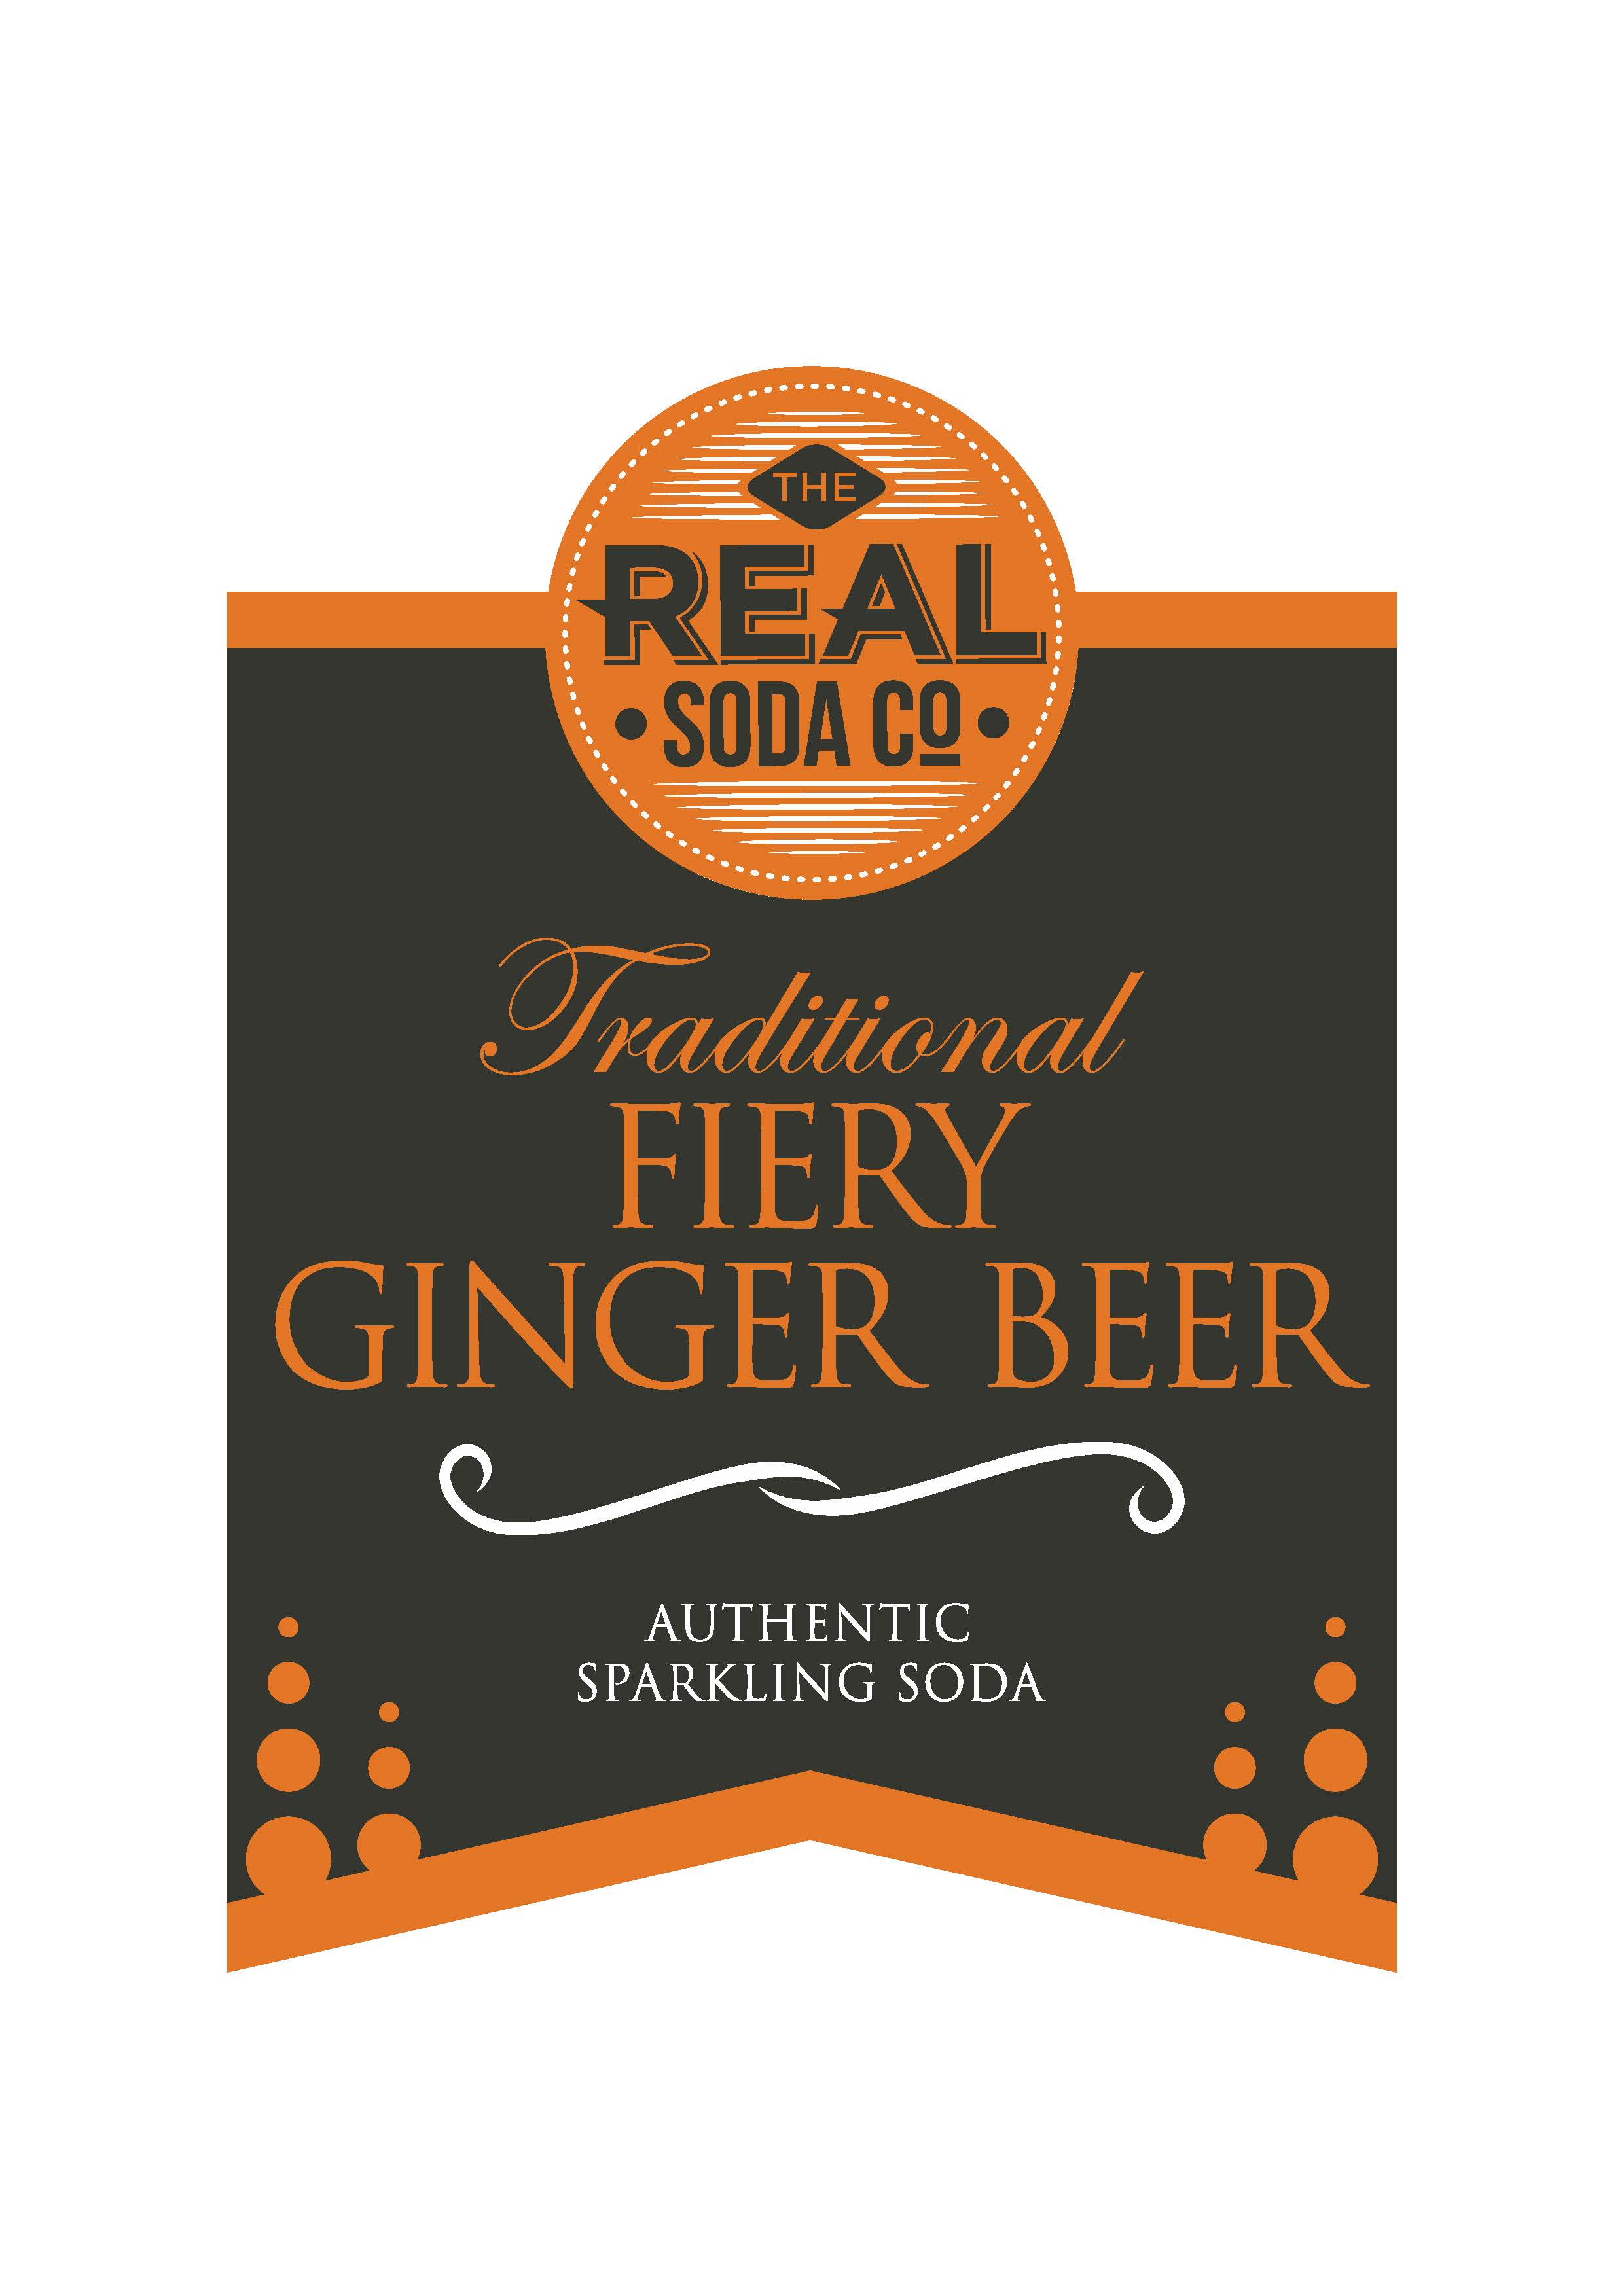 THE
REAL
SODA CO
Traditional
FIERY
GINGER BEER
AUTHENTIC
SPARKLING SODA